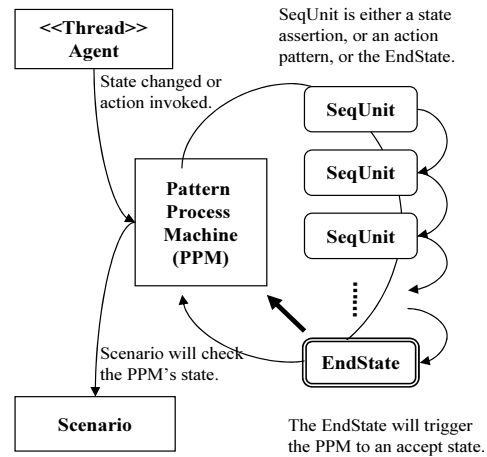 <<Thread>>
Agent
State changed or
action invoked.
SeqUnit is either a state
assertion, or an action
pattern, or the EndState.
SeqUnit
SeqUnit
SeqUnit
Pattern
Process
Machine
(PPM)
EndState
Scenario will check
the PPM's state.
Scenario
The EndState will trigger
the PPM to an accept state.